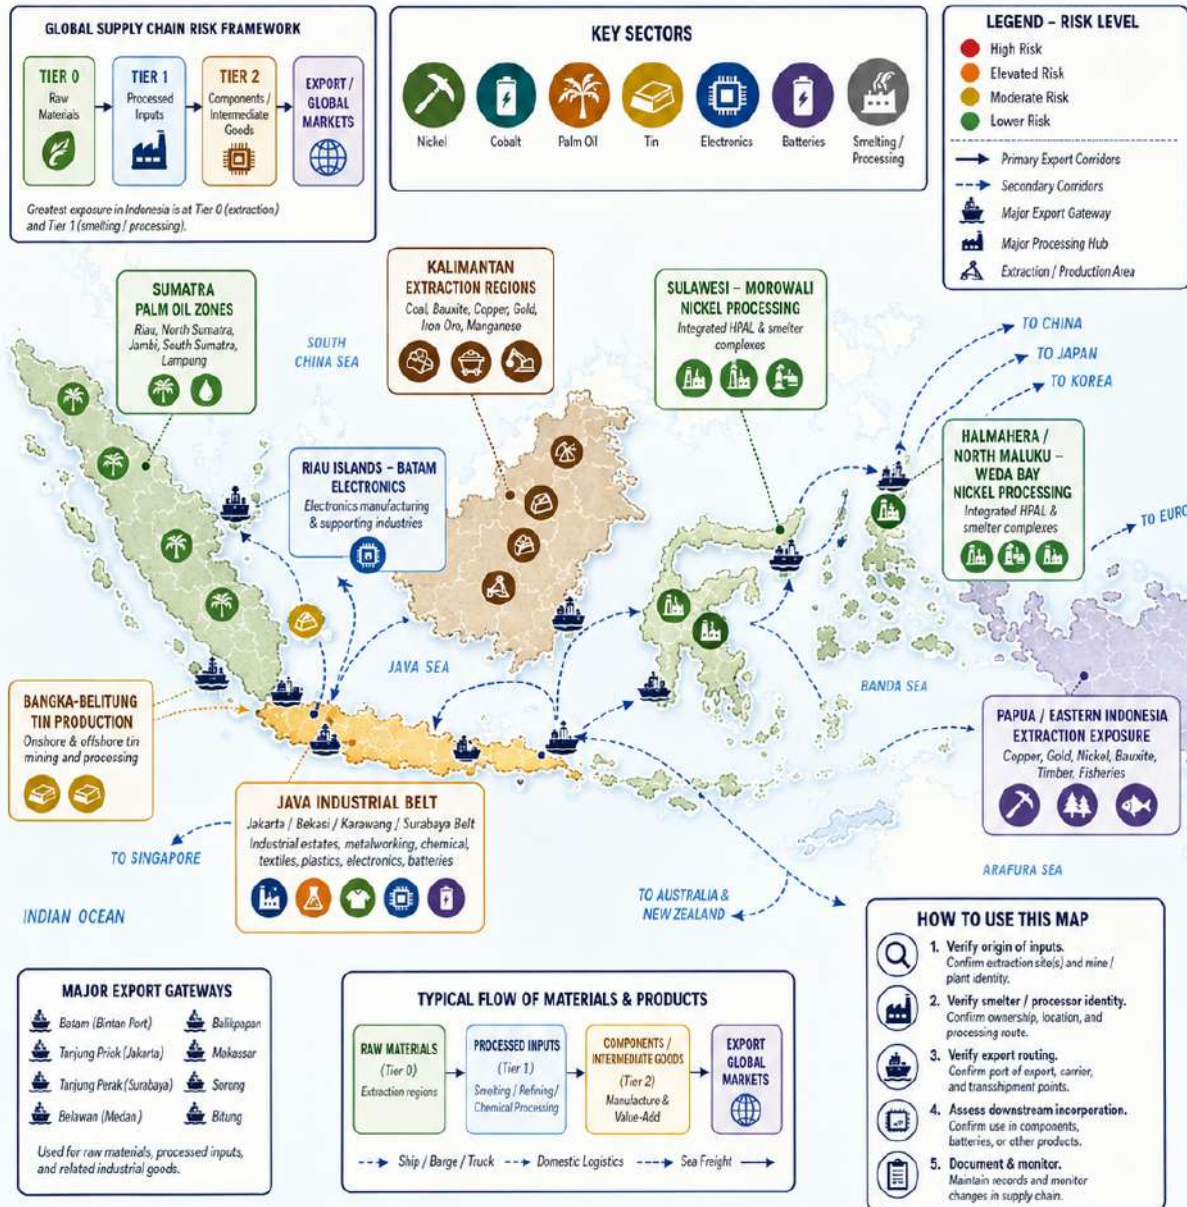 GLOBAL SUPPLY CHAIN RISK FRAMEWORK
TIER 0
Raw
Materials
TIER 1
Processed
Inputs
TIER 2
Components /
Intermediate
Goods
EXPORT /
GLOBAL
MARKETS
Greatest exposure in Indonesia is at Tier 0 (extraction)
and Tier 1 (smelting / processing).
KEY SECTORS
Nickel
Cobalt
Palm Oil
Tin
Electronics
Batteries
Smelting /
Processing
LEGEND – RISK LEVEL
High Risk
Elevated Risk
Moderate Risk
Lower Risk
Primary Export Corridors
Secondary Corridors
Major Export Gateway
Major Processing Hub
Extraction / Production Area
SUMATRA
PALM OIL ZONES
Riau, North Sumatra,
Jambi, South Sumatra,
Lampung
SOUTH
CHINA SEA
KALIMANTAN
EXTRACTION REGIONS
Coal, Bauxite, Copper, Gold,
Iron Oro, Manganese
SULAWESI – MOROWALI
NICKEL PROCESSING
Integrated HPAL & smelter
complexes
TO CHINA
TO JAPAN
TO KOREA
RIAU ISLANDS – BATAM
ELECTRONICS
Electronics manufacturing
& supporting industries
HALMAHERA /
NORTH MALUKU –
WEDA BAY
NICKEL PROCESSING
Integrated HPAL &
smelter complexes
TO EURO
JAVA SEA
BANDA SEA
BANGKA-BELITUNG
TIN PRODUCTION
Onshore & offshore tin
mining and processing
PAPUA / EASTERN INDONESIA
EXTRACTION EXPOSURE
Copper, Gold, Nickel, Bauxite,
Timber, Fisheries
JAVA INDUSTRIAL BELT
Jakarta / Bekasi / Karawang / Surabaya Belt
Industrial estates, metalworking, chemical,
textiles, plastics, electronics, batteries
TO SINGAPORE
ARAFURA SEA
TO AUSTRALIA &
NEW ZEALAND
INDIAN OCEAN
MAJOR EXPORT GATEWAYS
Batam (Bintan Port)
Tanjung Priok (Jakarta)
Tanjung Perak (Surabaya)
Belawan (Medan )
Balikpapan
Makassar
Sorong
Bitung
Used for raw materials, processed inputs,
and related industrial goods.
TYPICAL FLOW OF MATERIALS & PRODUCTS
RAW MATERIALS
(Tier 0)
Extraction regions
PROCESSED INPUTS
(Tier 1)
Smelting / Refining/
Chemical Processing
COMPONENTS /
INTERMEDIATE GOODS
(Tier 2)
Manufacture &
Value-Add
EXPORT
GLOBAL
MARKETS
Ship / Barge / Truck
Domestic Logistics
Sea Freight
HOW TO USE THIS MAP
1. Verify origin of inputs.
Confirm extraction site(s) and mine /
plant identity.
2. Verify smelter / processor identity.
Confirm ownership, location, and
processing route.
3. Verify export routing.
Confirm port of export, carrier,
and transshipment points.
4. Assess downstream incorporation.
Confirm use in components,
batteries, or other products.
5. Document & monitor.
Maintain records and monitor
changes in supply chain.